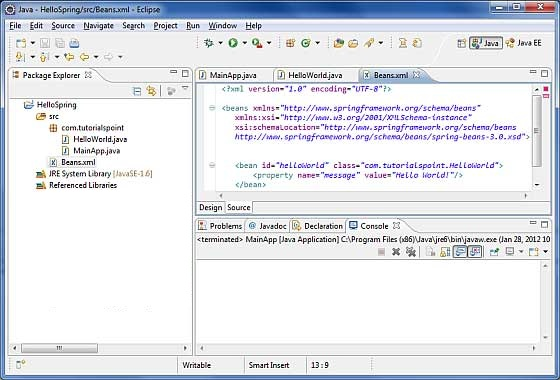 Java - HelloSpring/src/Beans.xml - Eclipse
File Edit Source Navigate Search Project Run Window Help
Java Java EE
Package Explorer
HelloSpring
src
com.tutorialspoint
HelloWorld.java
MainApp.java
Beans.xml
JRE System Library [JavaSE-1.6]
Referenced Libraries
MainApp.java HelloWorld.java Beans.xml
<?xml version="1.0" encoding="UTF-8"?>
<beans xmlns="http://www.springframework.org/schema/beans"
xmlns:xsi="http://www.w3.org/2001/XMLSchema-instance"
xsi:schemaLocation="http://www.springframework.org/schema/beans
http://www.springframework.org/schema/beans/spring-beans-3.0.xsd">
<bean id="helloWorld" class="com.tutorialspoint.HelloWorld">
<property name="message" value="Hello World!"/>
</bean>
Design Source
Problems @ Javadoc Declaration Console
<terminated> MainApp [Java Application] C:\Program Files (x86)\Java\jre6\bin\javaw.exe (Jan 28, 2012 10
Writable Smart Insert 13 : 9